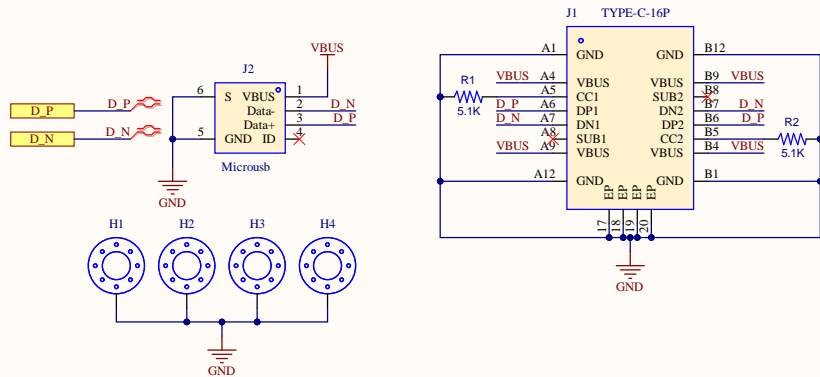 J2
VBUS
D_P
D_P
D_N
D_N
6 S VBUS 1
Data- 2 D_N
Data+ 3 D_P
5 GND ID 4
Microusb
GND
H1 H2 H3 H4
GND
J1 TYPE-C-16P
A1 GND GND B12
VBUS A4 VBUS VBUS B9 VBUS
R1 A5 CC1 SUB2 B8
5.1K
D_P A6 DP1 DN2 B7 D_N
D_N A7 DN1 DP2 B6 D_P
A8 SUB1 CC2 B5 R2
5.1K
VBUS A9 VBUS VBUS B4 VBUS
A12 GND GND B1
EP EP EP EP
17 18 19 20
GND